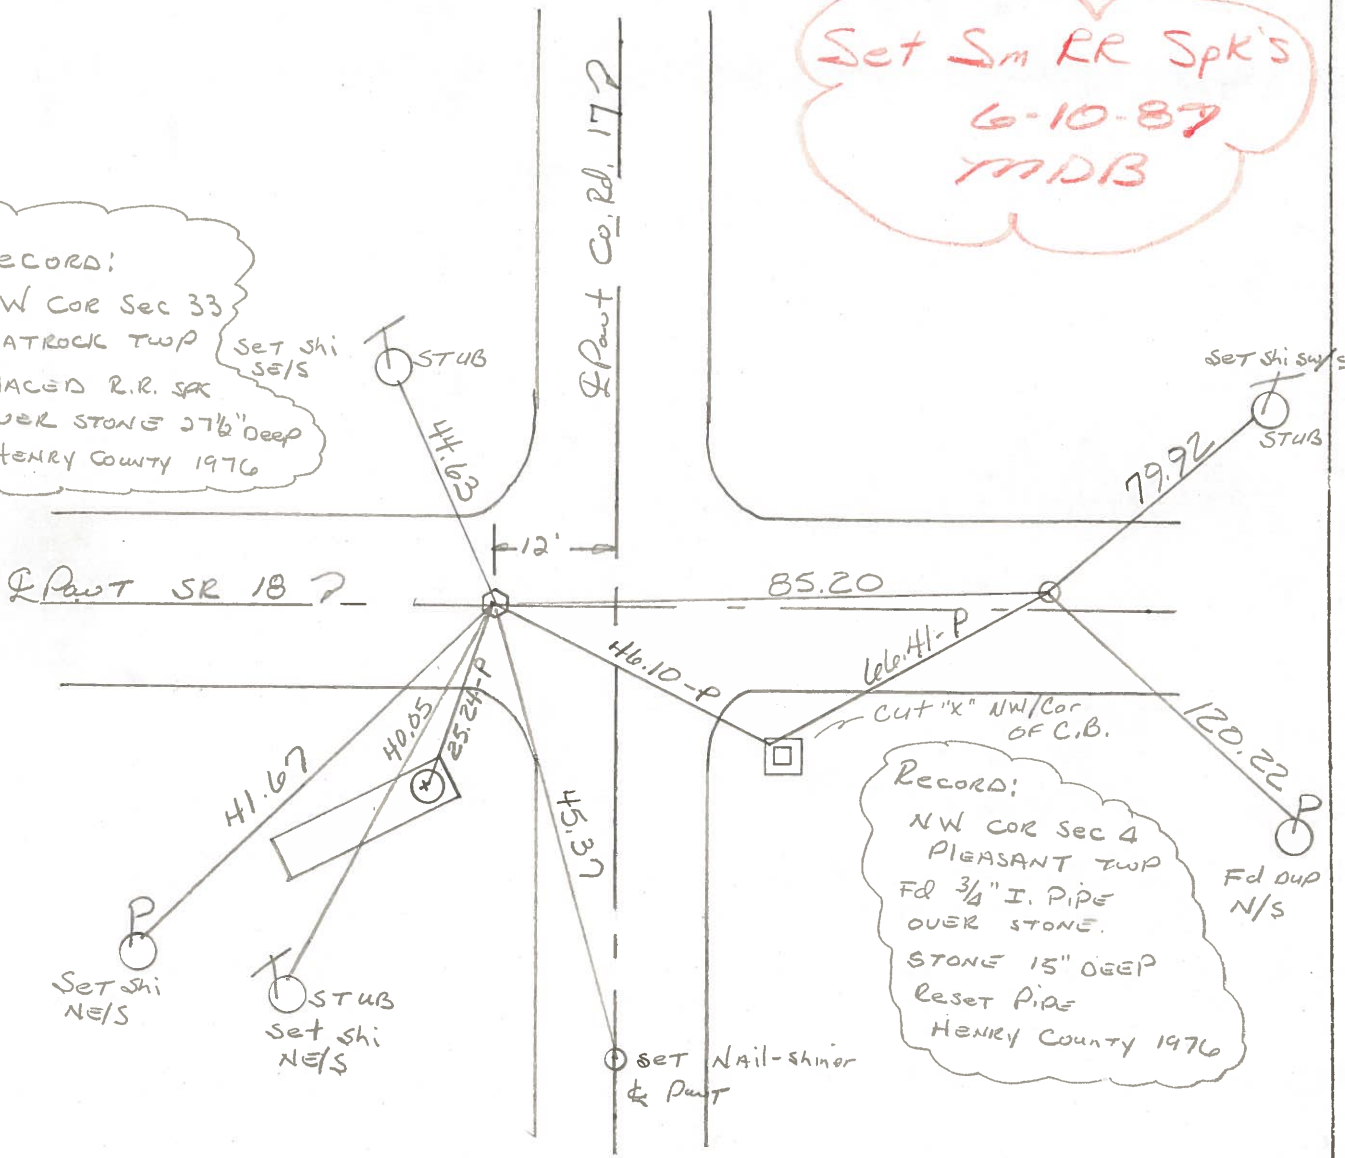 Set Sm RR Spk's
6-10-87
MDB
℄ Pavt Co. Rd. 17?
ECORD:
W COR Sec 33
ATROCK TWP
LACED R.R. SPK
VER STONE 27½" DEEP
HENRY COUNTY 1976
Set Shi
SE/S
STUB
44.63
Set Shi SW/S
STUB
79.92
12'
℄ Pavt SR 18 ?
85.20
46.10-P
66.41-P
Cut "X" NW/Cor
OF C.B.
120.22
41.67
40.05
25.24-P
45.37
RECORD:
NW COR Sec 4
PLEASANT TWP
Fd 3/4" I. PIPE
OVER STONE.
STONE 15" DEEP
Reset Pipe
HENRY COUNTY 1976
P
Fd Dup
N/S
P
Set Shi
NE/S
STUB
Set Shi
NE/S
SET NAil-Shiner
℄ Pavt